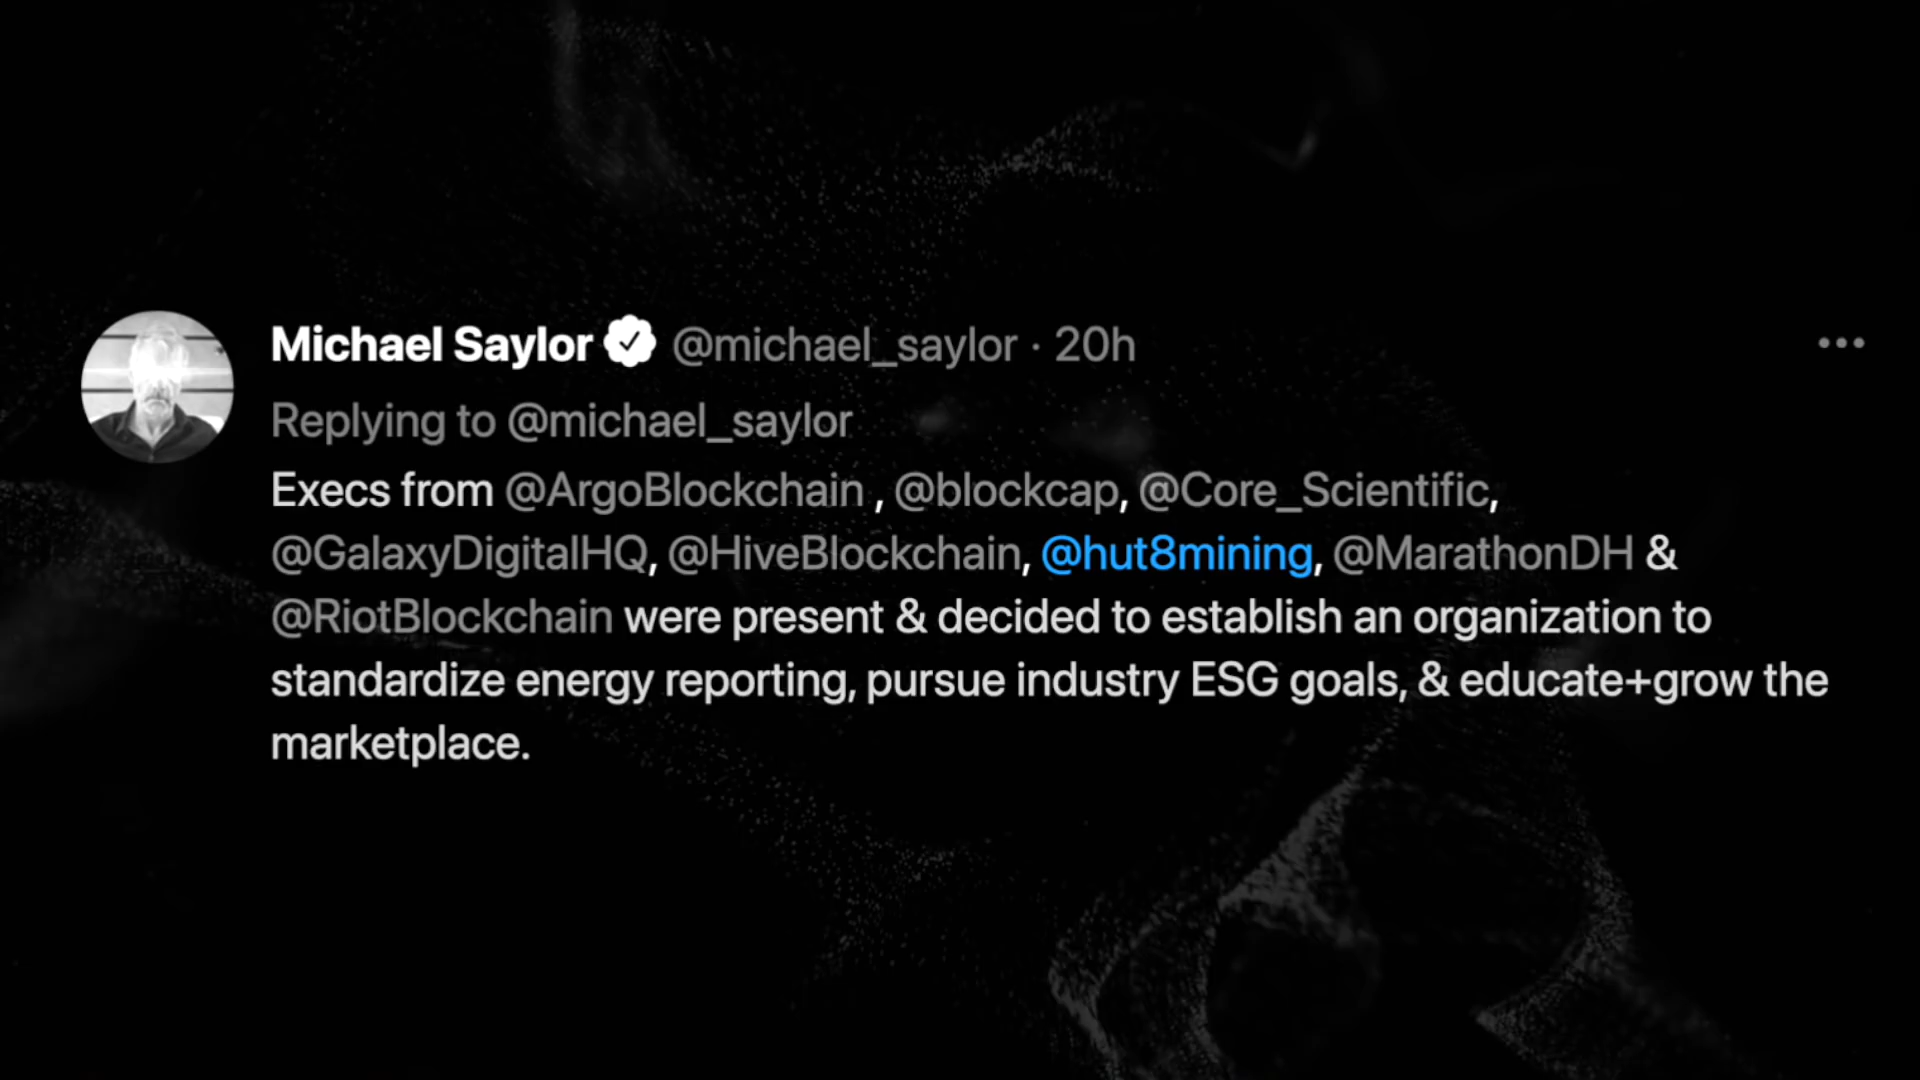 Michael Saylor @michael_saylor · 20h
Replying to @michael_saylor
Execs from @ArgoBlockchain , @blockcap, @Core_Scientific,
@GalaxyDigitalHQ, @HiveBlockchain, @hut8mining, @MarathonDH &
@RiotBlockchain were present & decided to establish an organization to
standardize energy reporting, pursue industry ESG goals, & educate+grow the
marketplace.